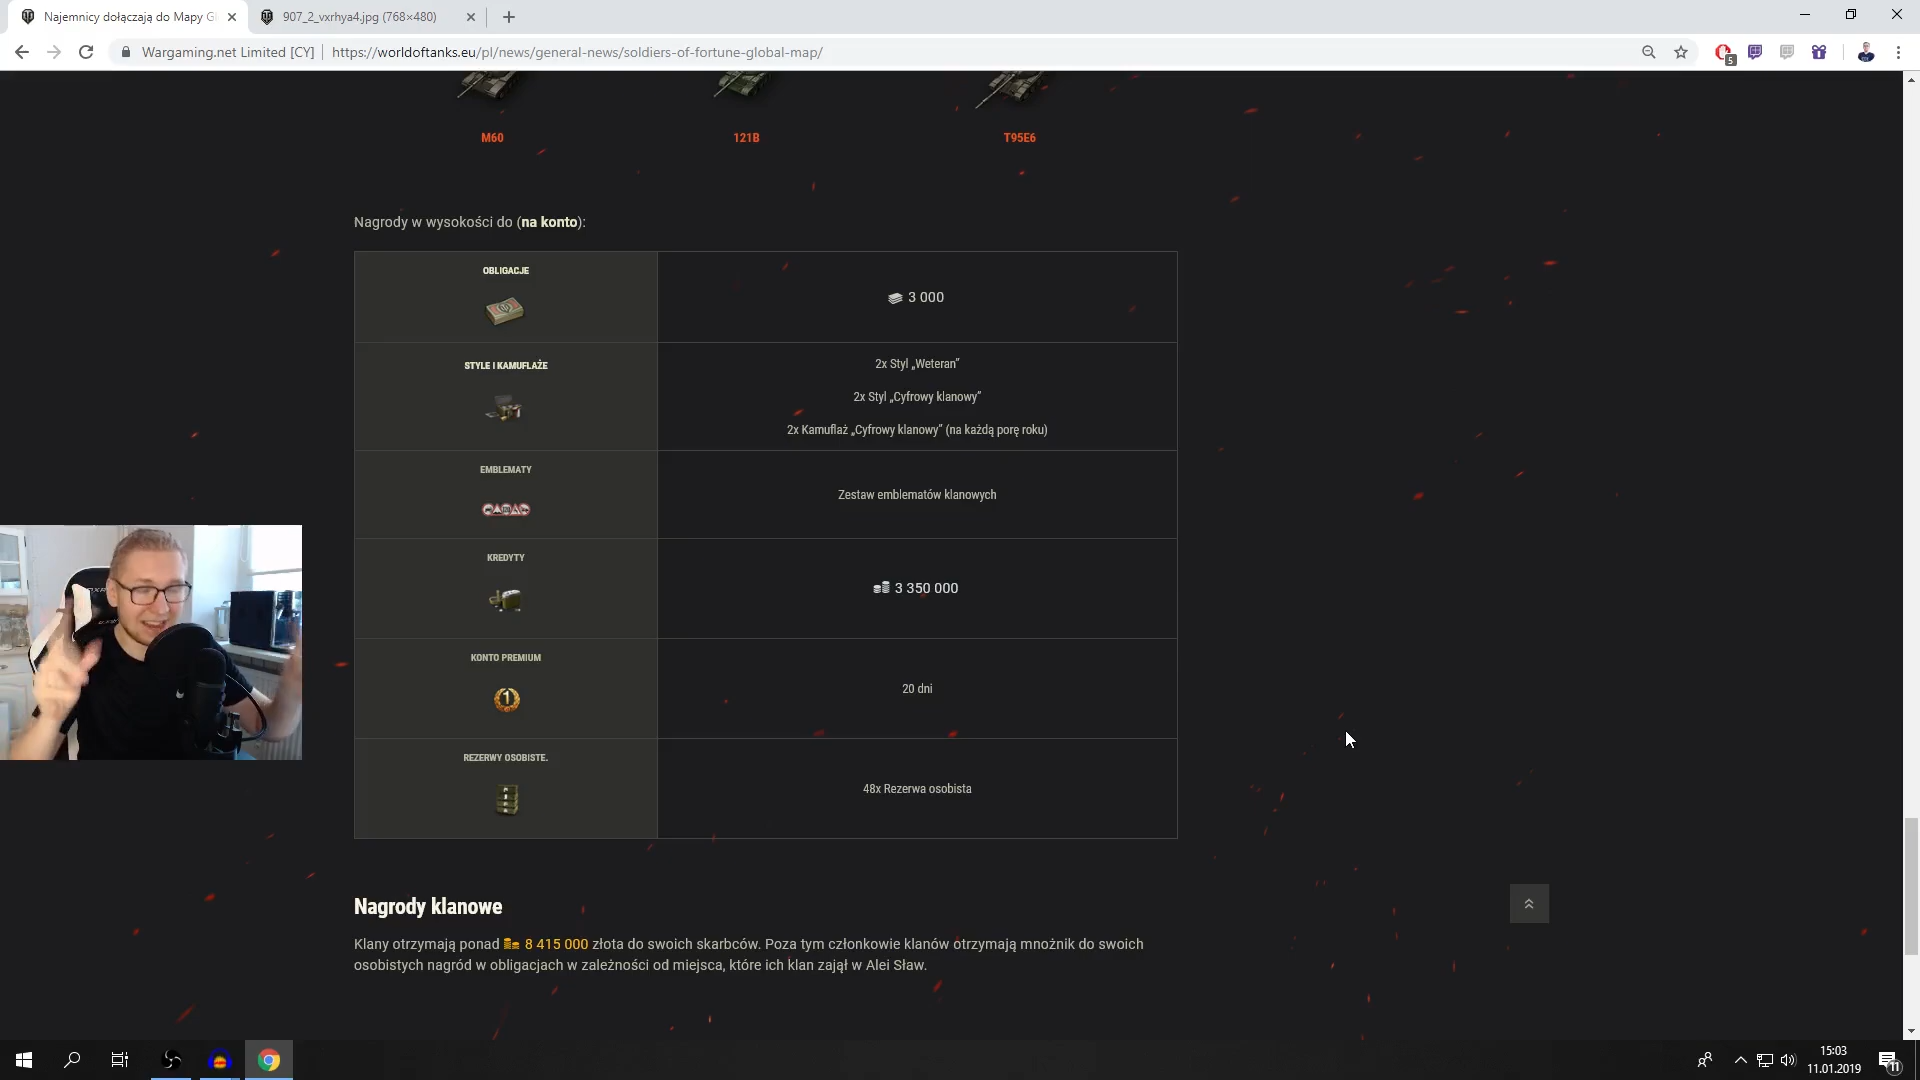 Najemnicy dołączają do Mapy Gl
907_2_vxrhya4.jpg (768×480)
Wargaming.net Limited [CY]
https://worldoftanks.eu/pl/news/general-news/soldiers-of-fortune-global-map/
5
M60
121B
T95E6
Nagrody w wysokości do (na konto):
OBLIGACJE
3 000
STYLE I KAMUFLAŻE
2x Styl „Weteran”
2x Styl „Cyfrowy klanowy”
2x Kamuflaż „Cyfrowy klanowy” (na każdą porę roku)
EMBLEMATY
Zestaw emblematów klanowych
KREDYTY
3 350 000
KONTO PREMIUM
1
20 dni
REZERWY OSOBISTE.
48x Rezerwa osobista
Nagrody klanowe
Klany otrzymają ponad 8 415 000 złota do swoich skarbców. Poza tym członkowie klanów otrzymają mnożnik do swoich
osobistych nagród w obligacjach w zależności od miejsca, które ich klan zajął w Alei Sław.
15:03
11.01.2019
11